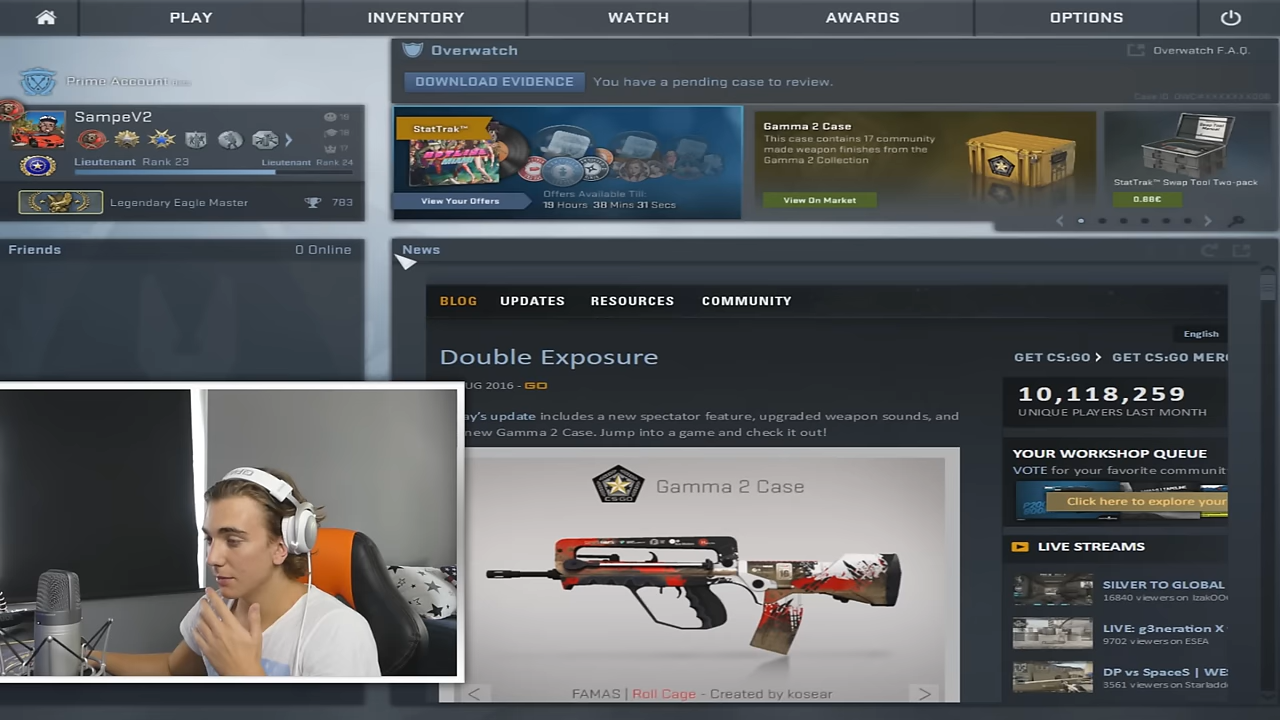 PLAY
INVENTORY
WATCH
AWARDS
OPTIONS
Prime Account
Overwatch
Overwatch F.A.Q.
DOWNLOAD EVIDENCE
You have a pending case to review.
SampeV2
Lieutenant Rank 23
Lieutenant Rank 24
Legendary Eagle Master
783
StatTrak™
View Your Offers
Offers Available Till:
19 Hours 38 Mins 31 Secs
Gamma 2 Case
This case contains 17 community
made weapon finishes from the
Gamma 2 Collection
View On Market
StatTrak™ Swap Tool Two-pack
0.88€
Friends
0 Online
News
BLOG
UPDATES
RESOURCES
COMMUNITY
English
Double Exposure
UG 2016 - GO
ay's update includes a new spectator feature, upgraded weapon sounds, and
new Gamma 2 Case. Jump into a game and check it out!
CS:GO
Gamma 2 Case
FAMAS | Roll Cage - Created by kosear
GET CS:GO
GET CS:GO MER
10,118,259
UNIQUE PLAYERS LAST MONTH
YOUR WORKSHOP QUEUE
VOTE for your favorite communit
Click here to explore your
LIVE STREAMS
SILVER TO GLOBAL
16840 viewers on IzakOO
LIVE: g3neration X
9702 viewers on ESEA
DP vs SpaceS | WE
3561 viewers on Starladd